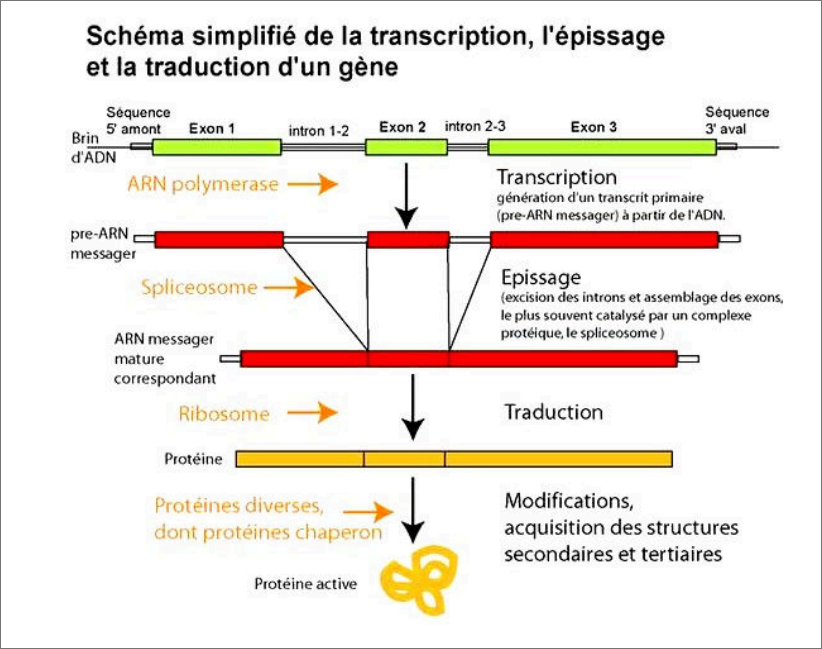 Schéma simplifié de la transcription, l'épissage
et la traduction d'un gène
Séquence
5' amont
Exon 1
intron 1-2
Exon 2
intron 2-3
Exon 3
Séquence
3' aval
Brin
d'ADN
ARN polymerase
Transcription
génération d'un transcrit primaire
(pre-ARN messager) à partir de l'ADN.
pre-ARN
messager
Spliceosome
Epissage
(excision des introns et assemblage des exons,
le plus souvent catalysé par un complexe
protéique, le spliceosome )
ARN messager
mature
correspondant
Ribosome
Traduction
Protéine
Protéines diverses,
dont protéines chaperon
Modifications,
acquisition des structures
secondaires et tertiaires
Protéine active